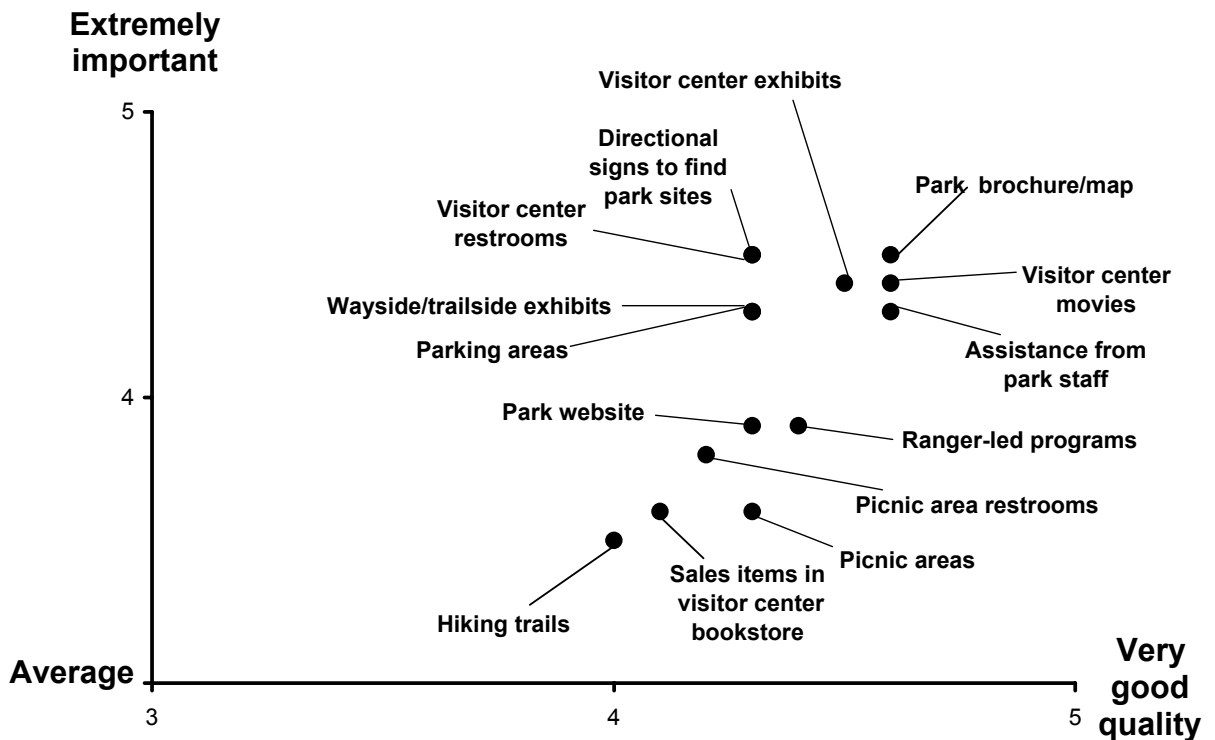 Extremely
important
Visitor center exhibits
5
Directional
signs to find
park sites
Park brochure/map
Visitor center
restrooms
Visitor center
movies
Wayside/trailside exhibits
Parking areas
Assistance from
park staff
4
Park website
Ranger-led programs
Picnic area restrooms
Picnic areas
Sales items in
visitor center
bookstore
Hiking trails
Average
Very
good
quality
3
4
5